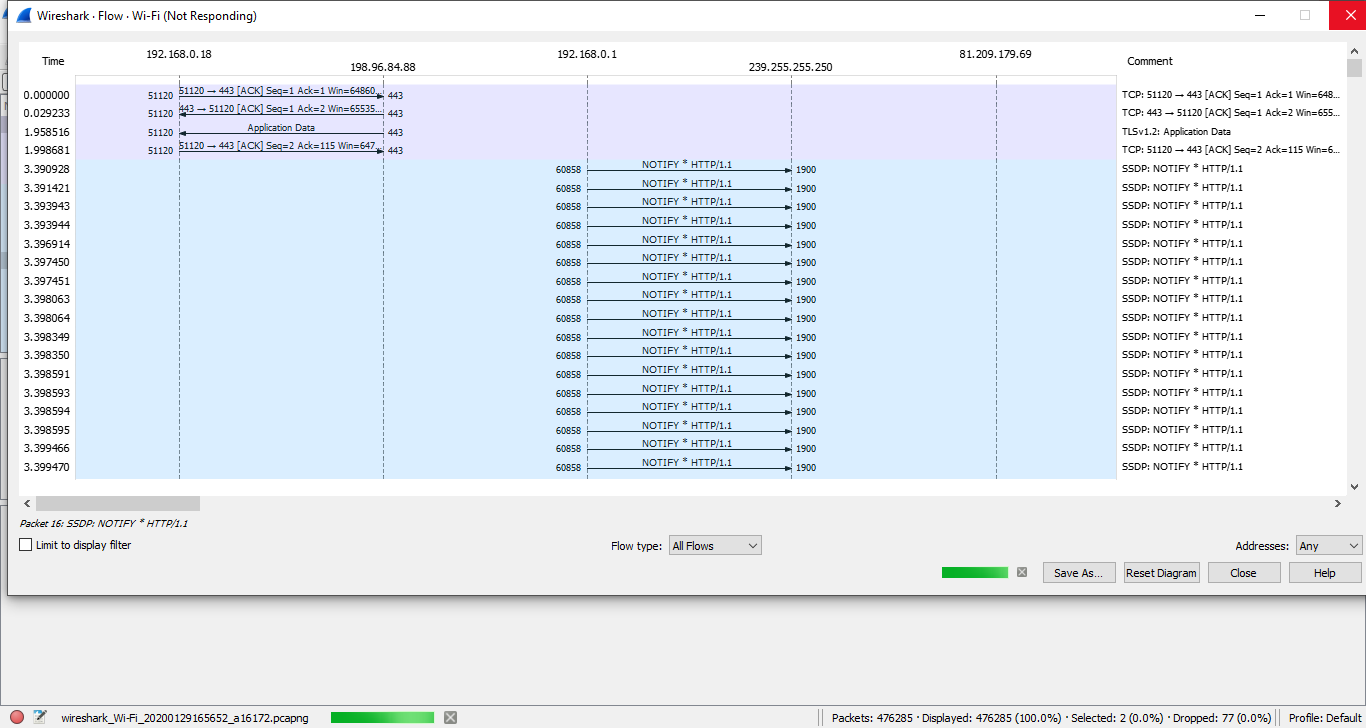 Wireshark · Flow · Wi-Fi (Not Responding)
192.168.0.18 192.168.0.1 81.209.179.69
Time 198.96.84.88 239.255.255.250 Comment
0.000000 51120 51120 → 443 [ACK] Seq=1 Ack=1 Win=64860... 443 TCP: 51120 → 443 [ACK] Seq=1 Ack=1 Win=648...
0.029233 51120 443 → 51120 [ACK] Seq=1 Ack=2 Win=65535... 443 TCP: 443 → 51120 [ACK] Seq=1 Ack=2 Win=655...
1.958516 51120 Application Data 443 TLSv1.2: Application Data
1.998681 51120 51120 → 443 [ACK] Seq=2 Ack=115 Win=647... 443 TCP: 51120 → 443 [ACK] Seq=2 Ack=115 Win=6...
3.390928 60858 NOTIFY * HTTP/1.1 1900 SSDP: NOTIFY * HTTP/1.1
3.391421 60858 NOTIFY * HTTP/1.1 1900 SSDP: NOTIFY * HTTP/1.1
3.393943 60858 NOTIFY * HTTP/1.1 1900 SSDP: NOTIFY * HTTP/1.1
3.393944 60858 NOTIFY * HTTP/1.1 1900 SSDP: NOTIFY * HTTP/1.1
3.396914 60858 NOTIFY * HTTP/1.1 1900 SSDP: NOTIFY * HTTP/1.1
3.397450 60858 NOTIFY * HTTP/1.1 1900 SSDP: NOTIFY * HTTP/1.1
3.397451 60858 NOTIFY * HTTP/1.1 1900 SSDP: NOTIFY * HTTP/1.1
3.398063 60858 NOTIFY * HTTP/1.1 1900 SSDP: NOTIFY * HTTP/1.1
3.398064 60858 NOTIFY * HTTP/1.1 1900 SSDP: NOTIFY * HTTP/1.1
3.398349 60858 NOTIFY * HTTP/1.1 1900 SSDP: NOTIFY * HTTP/1.1
3.398350 60858 NOTIFY * HTTP/1.1 1900 SSDP: NOTIFY * HTTP/1.1
3.398591 60858 NOTIFY * HTTP/1.1 1900 SSDP: NOTIFY * HTTP/1.1
3.398593 60858 NOTIFY * HTTP/1.1 1900 SSDP: NOTIFY * HTTP/1.1
3.398594 60858 NOTIFY * HTTP/1.1 1900 SSDP: NOTIFY * HTTP/1.1
3.398595 60858 NOTIFY * HTTP/1.1 1900 SSDP: NOTIFY * HTTP/1.1
3.399466 60858 NOTIFY * HTTP/1.1 1900 SSDP: NOTIFY * HTTP/1.1
3.399470 60858 NOTIFY * HTTP/1.1 1900 SSDP: NOTIFY * HTTP/1.1
Packet 16: SSDP: NOTIFY * HTTP/1.1
Limit to display filter Flow type: All Flows Addresses: Any
Save As... Reset Diagram Close Help
wireshark_Wi-Fi_20200129165652_a16172.pcapng Packets: 476285 · Displayed: 476285 (100.0%) · Selected: 2 (0.0%) · Dropped: 77 (0.0%) Profile: Default